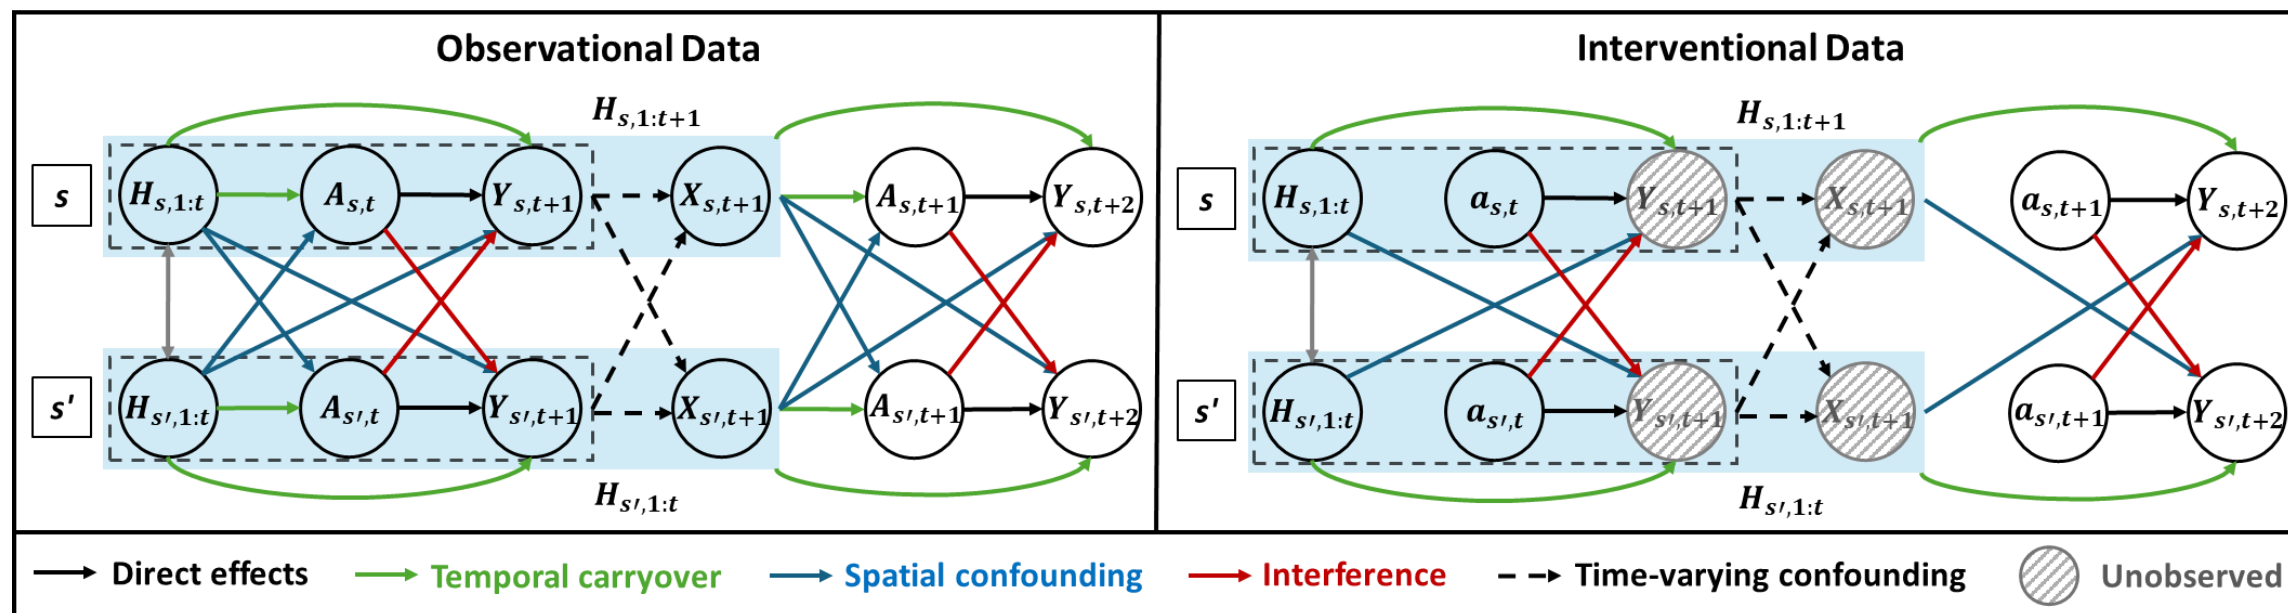 Observational Data
H_{s,1:t+1}
s
H_{s,1:t} A_{s,t} Y_{s,t+1} X_{s,t+1} A_{s,t+1} Y_{s,t+2}
s'
H_{s′,1:t} A_{s′,t} Y_{s′,t+1} X_{s′,t+1} A_{s′,t+1} Y_{s′,t+2}
H_{s′,1:t}
Interventional Data
H_{s,1:t+1}
s
H_{s,1:t} a_{s,t} Y_{s,t+1} X_{s,t+1} a_{s,t+1} Y_{s,t+2}
s'
H_{s′,1:t} a_{s′,t} Y_{s′,t+1} X_{s′,t+1} a_{s′,t+1} Y_{s′,t+2}
H_{s′,1:t}
Direct effects Temporal carryover Spatial confounding Interference Time-varying confounding Unobserved